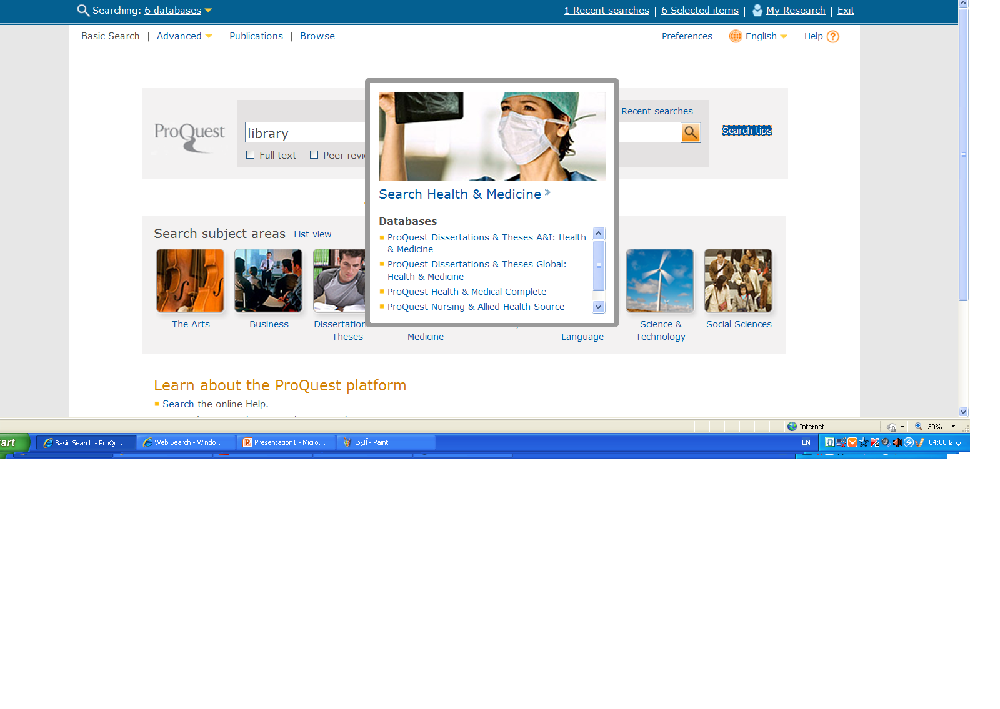 Searching: 6 databases
1 Recent searches | 6 Selected items | My Research | Exit
Basic Search | Advanced | Publications | Browse
Preferences | English | Help ?
ProQuest
library
Recent searches
Search tips
Full text Peer revi
Search Health & Medicine
Databases
ProQuest Dissertations & Theses A&I: Health
& Medicine
ProQuest Dissertations & Theses Global:
Health & Medicine
ProQuest Health & Medical Complete
ProQuest Nursing & Allied Health Source
Search subject areas List view
The Arts
Business
Dissertation
Theses
Medicine
Language
Science &
Technology
Social Sciences
Learn about the ProQuest platform
Search the online Help.
Internet
130%
art
Basic Search - ProQu...
Web Search - Windo...
Presentation1 - Micro...
آلرت - Paint
EN
04:08 ب.ظ